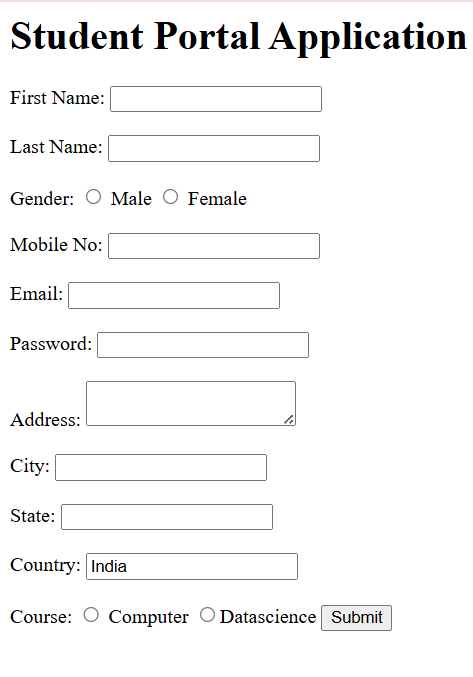 Student Portal Application
First Name:
Last Name:
Gender: Male Female
Mobile No:
Email:
Password:
Address:
City:
State:
Country: India
Course: Computer Datascience Submit